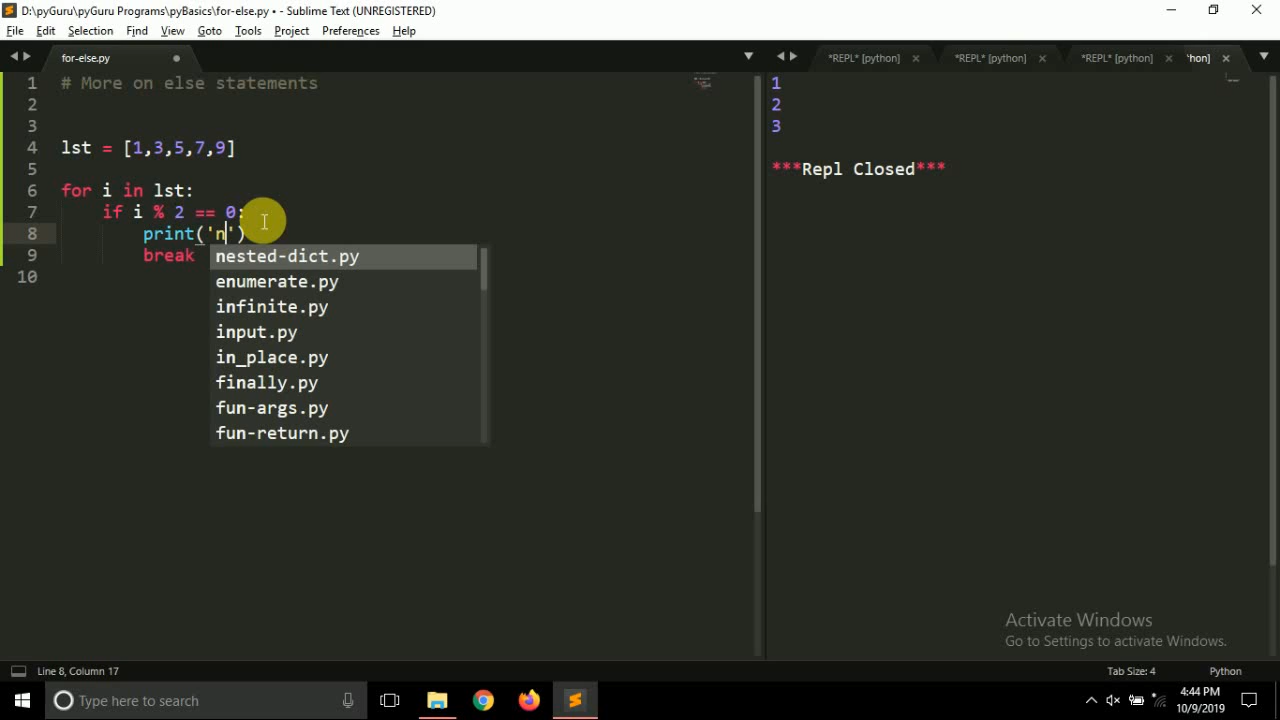 D:\pyGuru\pyGuru Programs\pyBasics\for-else.py • - Sublime Text (UNREGISTERED)
File Edit Selection Find View Goto Tools Project Preferences Help
for-else.py
*REPL* [python] *REPL* [python] *REPL* [python] hon]
1 # More on else statements
2
3
4 lst = [1,3,5,7,9]
5
6 for i in lst:
7 if i % 2 == 0:
8 print('n')
9 break
10
nested-dict.py
enumerate.py
infinite.py
input.py
in_place.py
finally.py
fun-args.py
fun-return.py
1
2
3
***Repl Closed***
Activate Windows
Go to Settings to activate Windows.
Line 8, Column 17
Tab Size: 4 Python
Type here to search
4:44 PM
10/9/2019